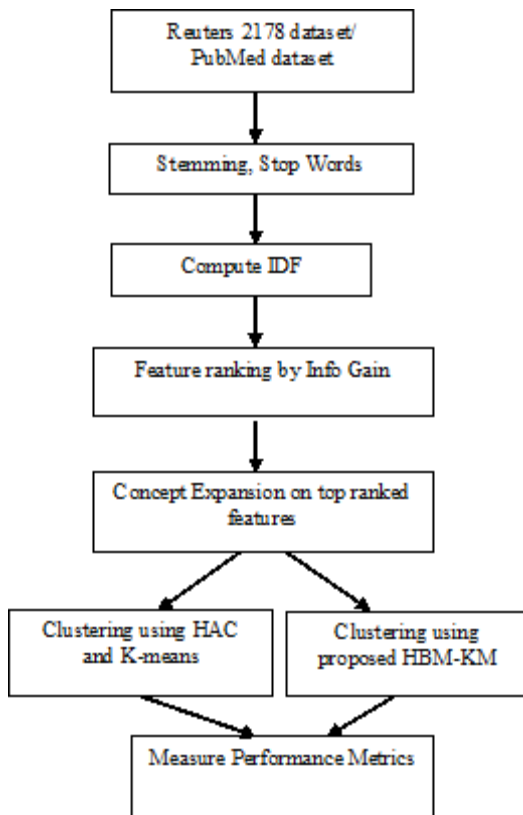 Reuters 2178 dataset/
PubMed dataset
Stemming, Stop Words
Compute IDF
Feature ranking by Info Gain
Concept Expansion on top ranked
features
Clustering using HAC
and K-means
Clustering using
proposed HBM-KM
Measure Performance Metrics